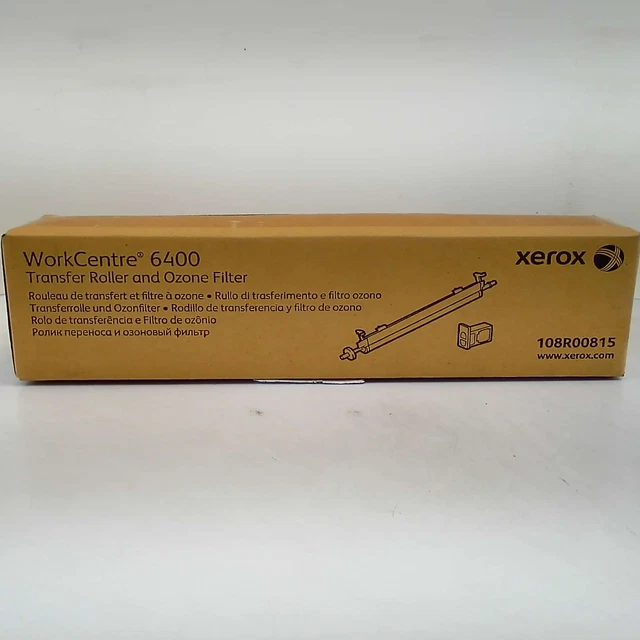 WorkCentre® 6400
Transfer Roller and Ozone Filter
Rouleau de transfert et filtre à ozone • Rullo di trasferimento e filtro ozono
Transferrolle und Ozonfilter • Rodillo de transferencia y filtro de ozono
Rolo de transferência e Filtro de ozônio
Ролик переноса и озоновый фильтр
xerox
108R00815
www.xerox.com